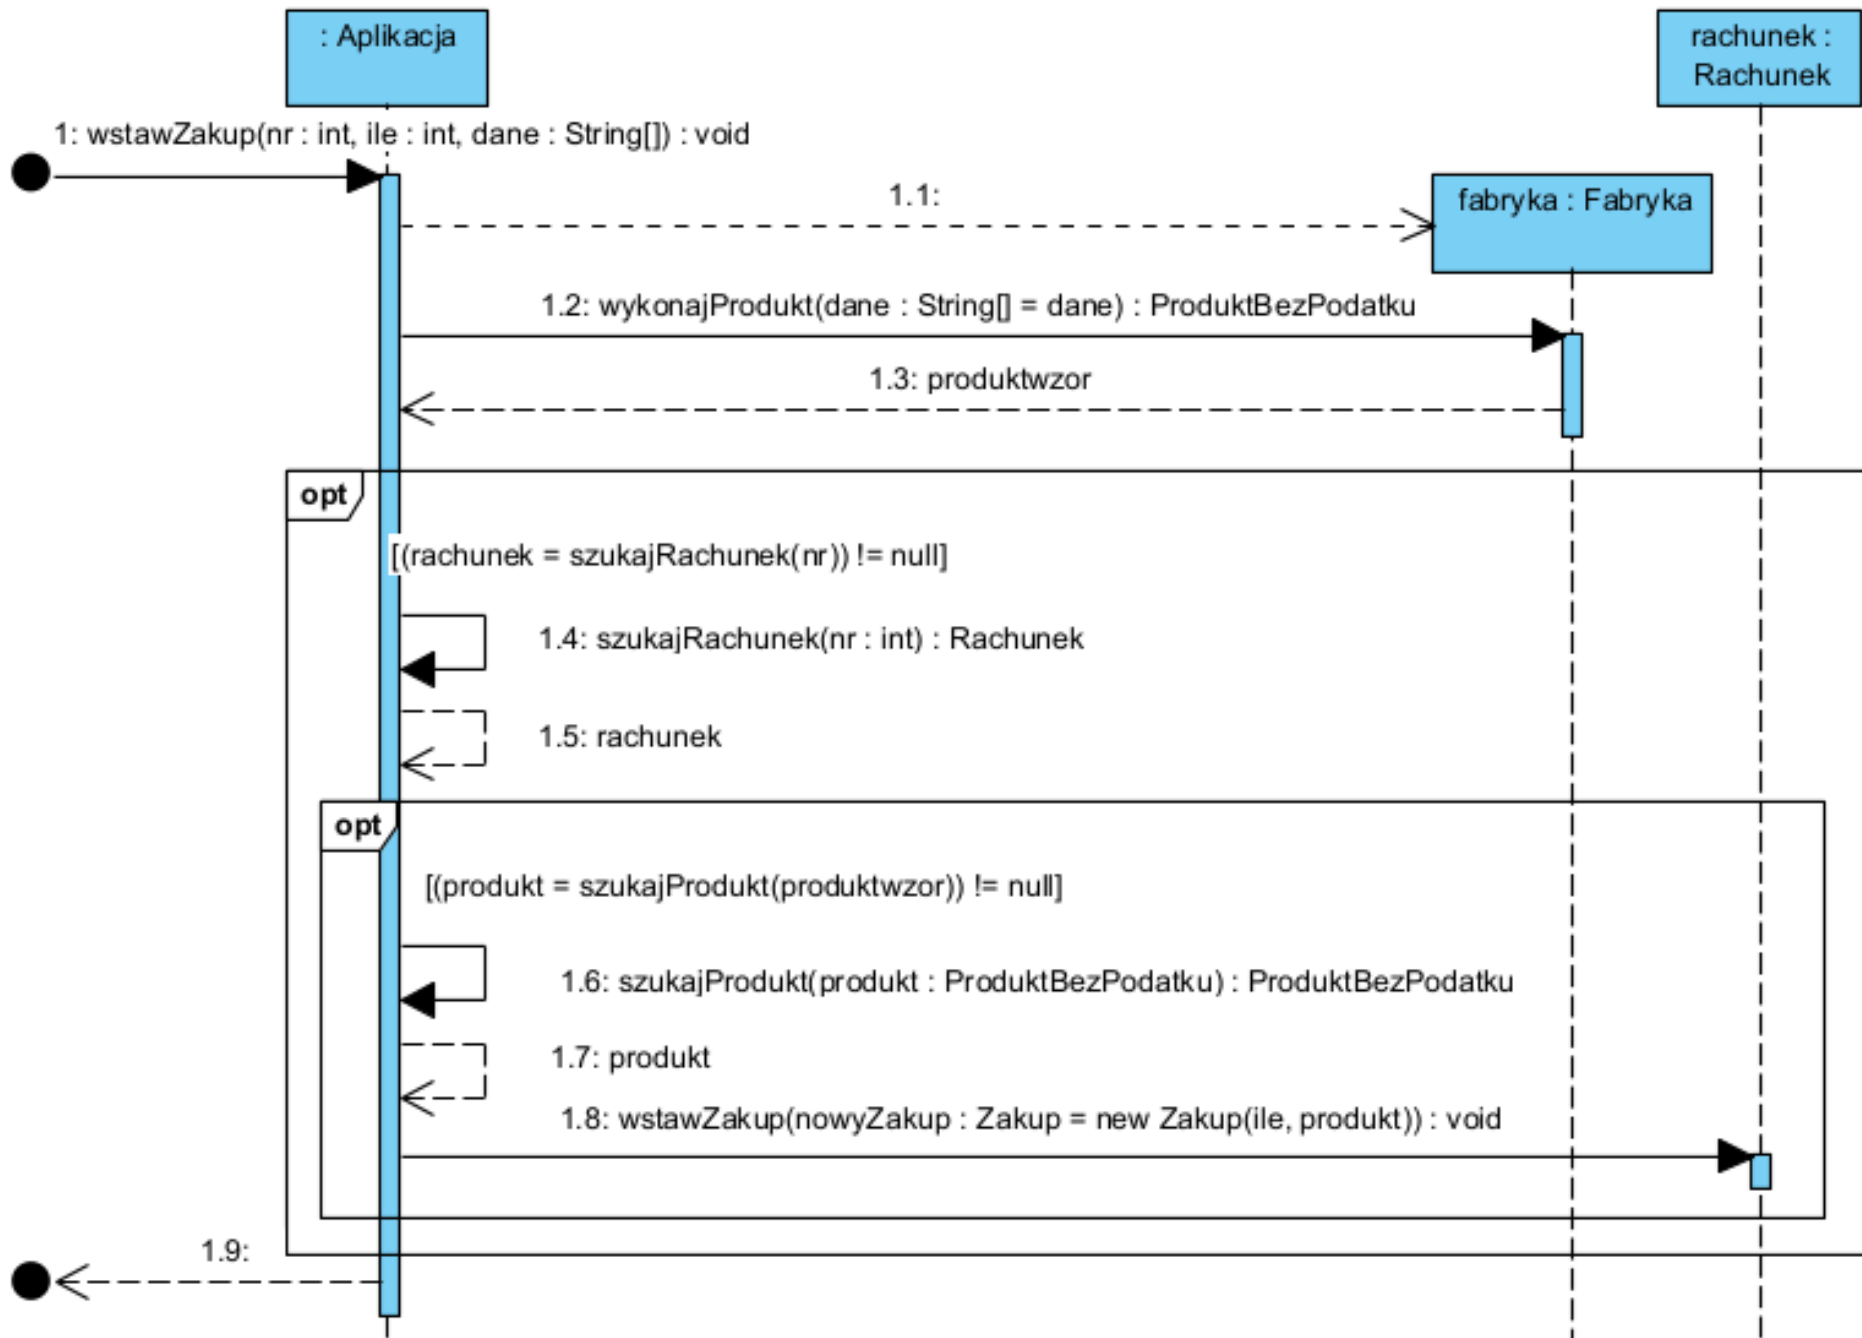 : Aplikacja
rachunek :
Rachunek
1: wstawZakup(nr : int, ile : int, dane : String[]) : void
1.1:
fabryka : Fabryka
1.2: wykonajProdukt(dane : String[] = dane) : ProduktBezPodatku
1.3: produktwzor
opt
[(rachunek = szukajRachunek(nr)) != null]
1.4: szukajRachunek(nr : int) : Rachunek
1.5: rachunek
opt
[(produkt = szukajProdukt(produktwzor)) != null]
1.6: szukajProdukt(produkt : ProduktBezPodatku) : ProduktBezPodatku
1.7: produkt
1.8: wstawZakup(nowyZakup : Zakup = new Zakup(ile, produkt)) : void
1.9: